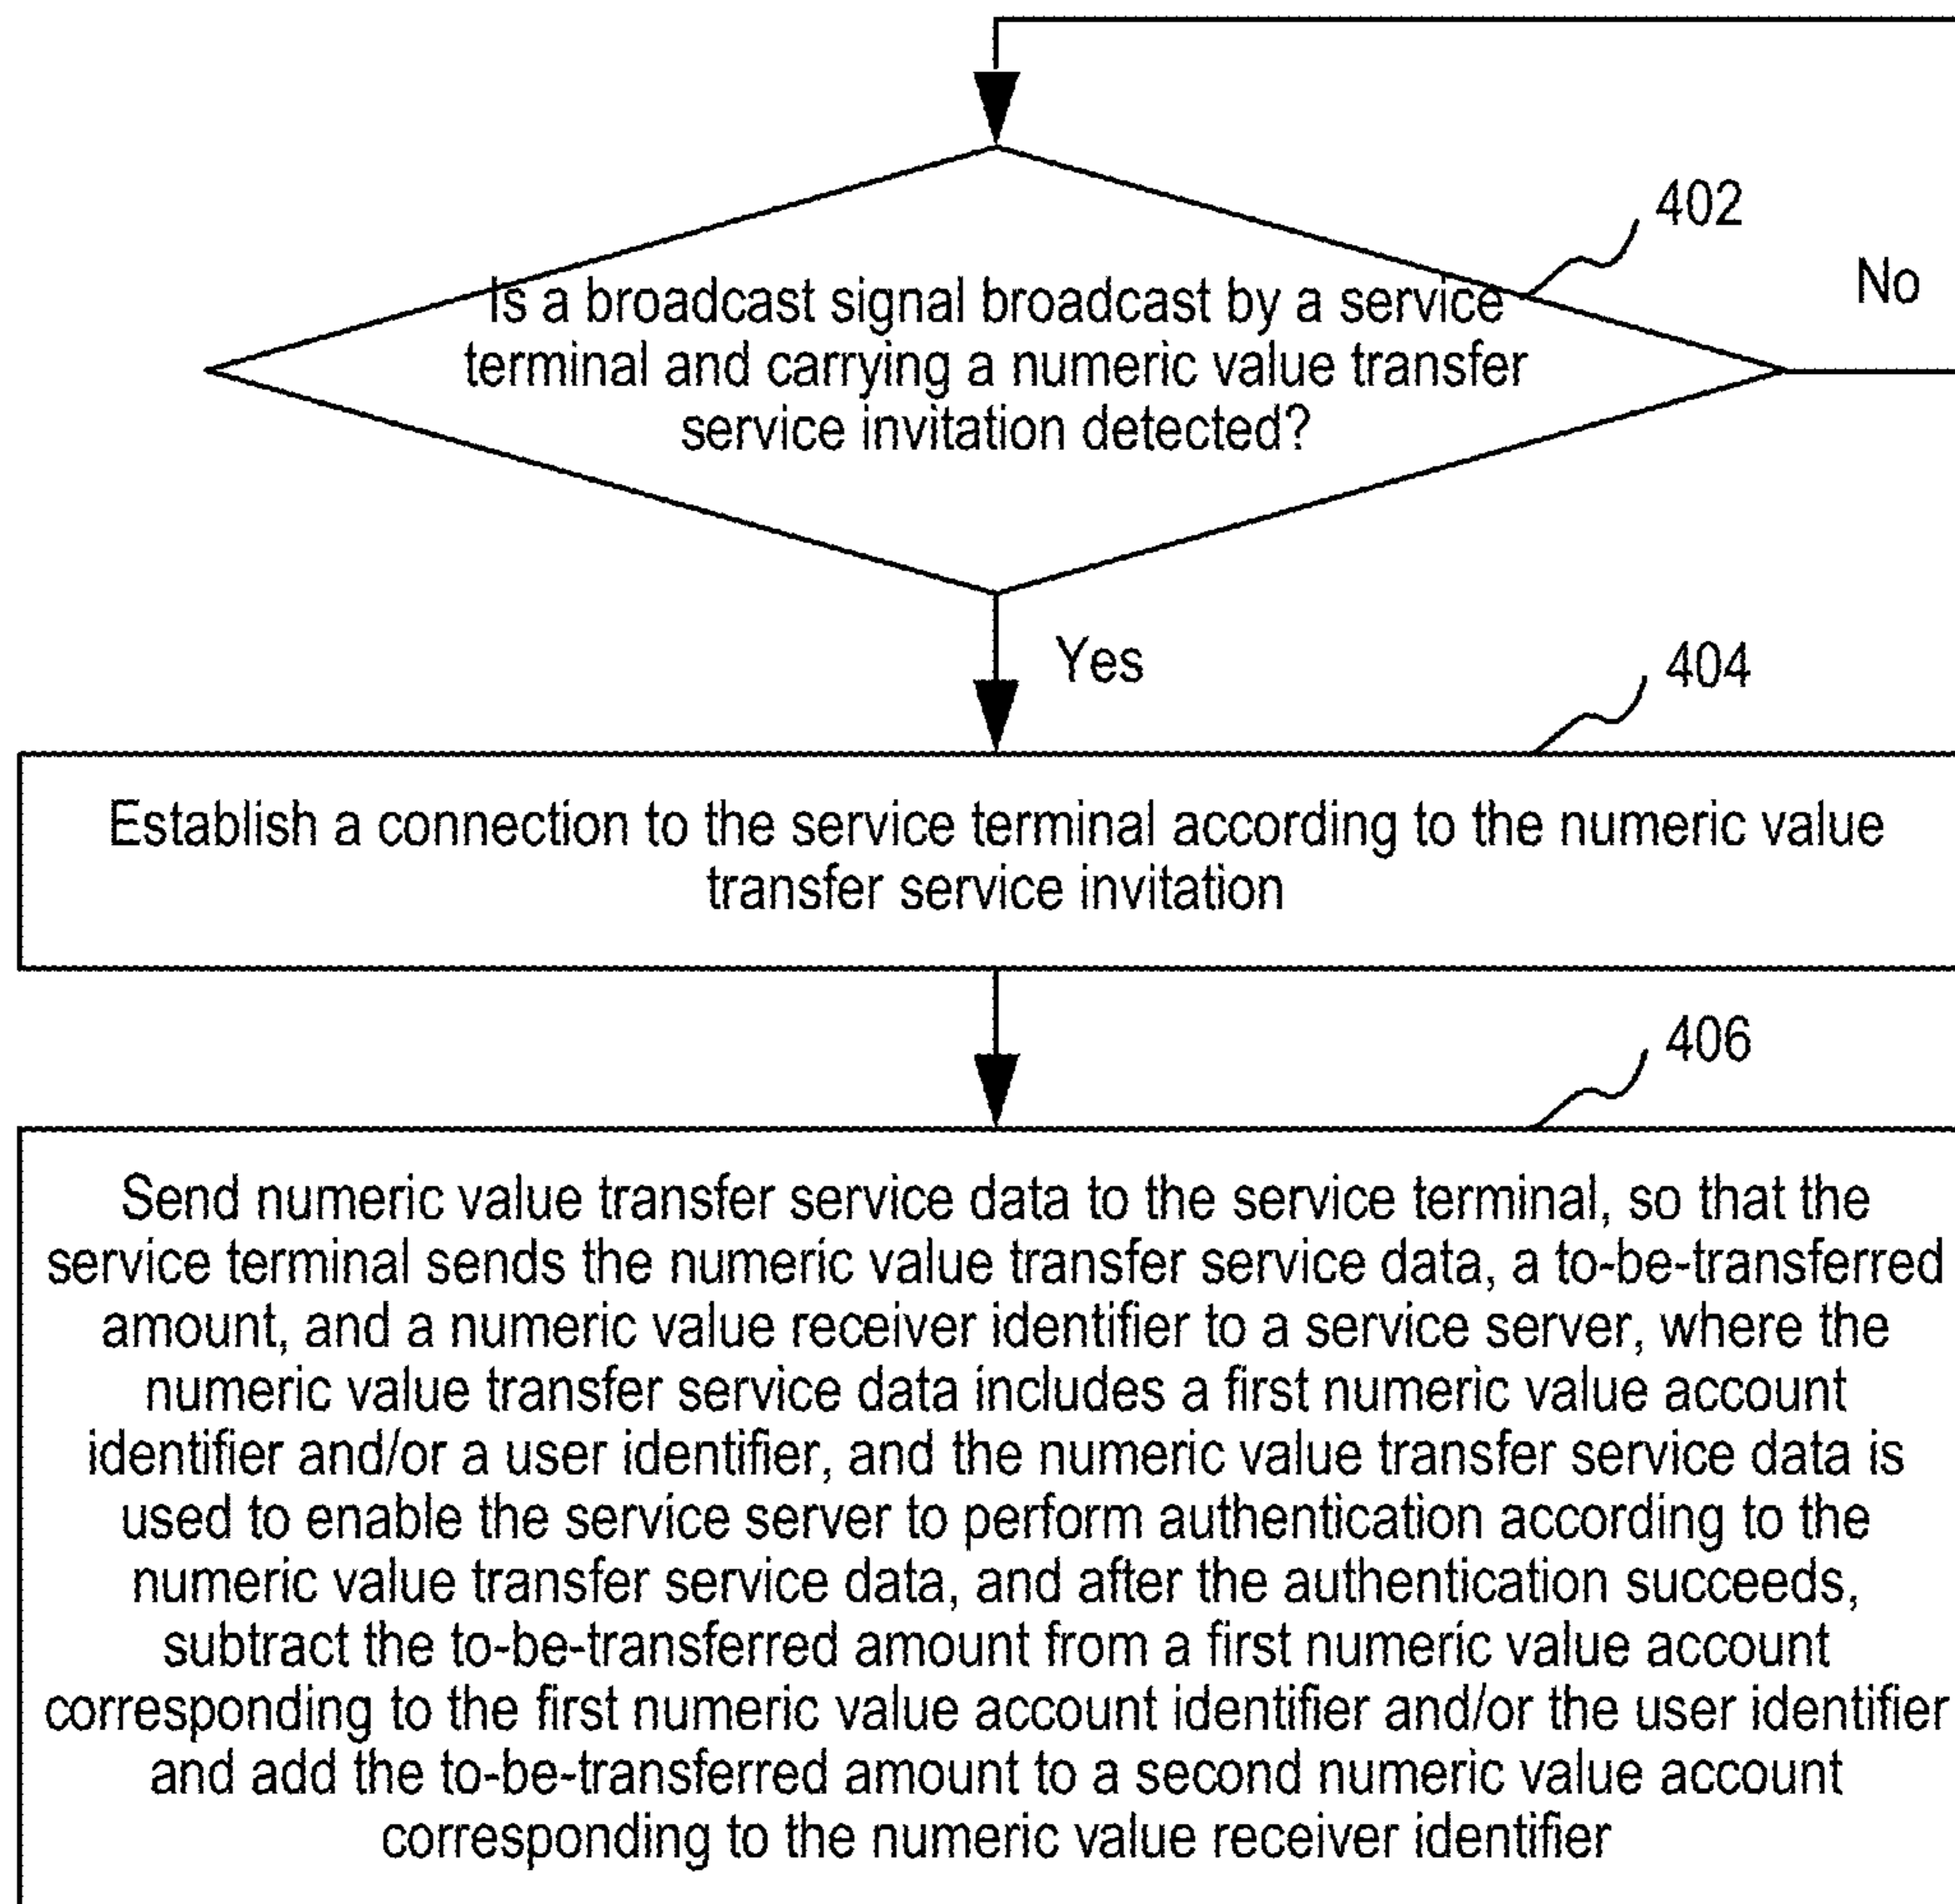 402
No
Is a broadcast signal broadcast by a service
terminal and carrying a numeric value transfer
service invitation detected?
Yes
404
Establish a connection to the service terminal according to the numeric value
transfer service invitation
406
Send numeric value transfer service data to the service terminal, so that the
service terminal sends the numeric value transfer service data, a to-be-transferred
amount, and a numeric value receiver identifier to a service server, where the
numeric value transfer service data includes a first numeric value account
identifier and/or a user identifier, and the numeric value transfer service data is
used to enable the service server to perform authentication according to the
numeric value transfer service data, and after the authentication succeeds,
subtract the to-be-transferred amount from a first numeric value account
corresponding to the first numeric value account identifier and/or the user identifier
and add the to-be-transferred amount to a second numeric value account
corresponding to the numeric value receiver identifier